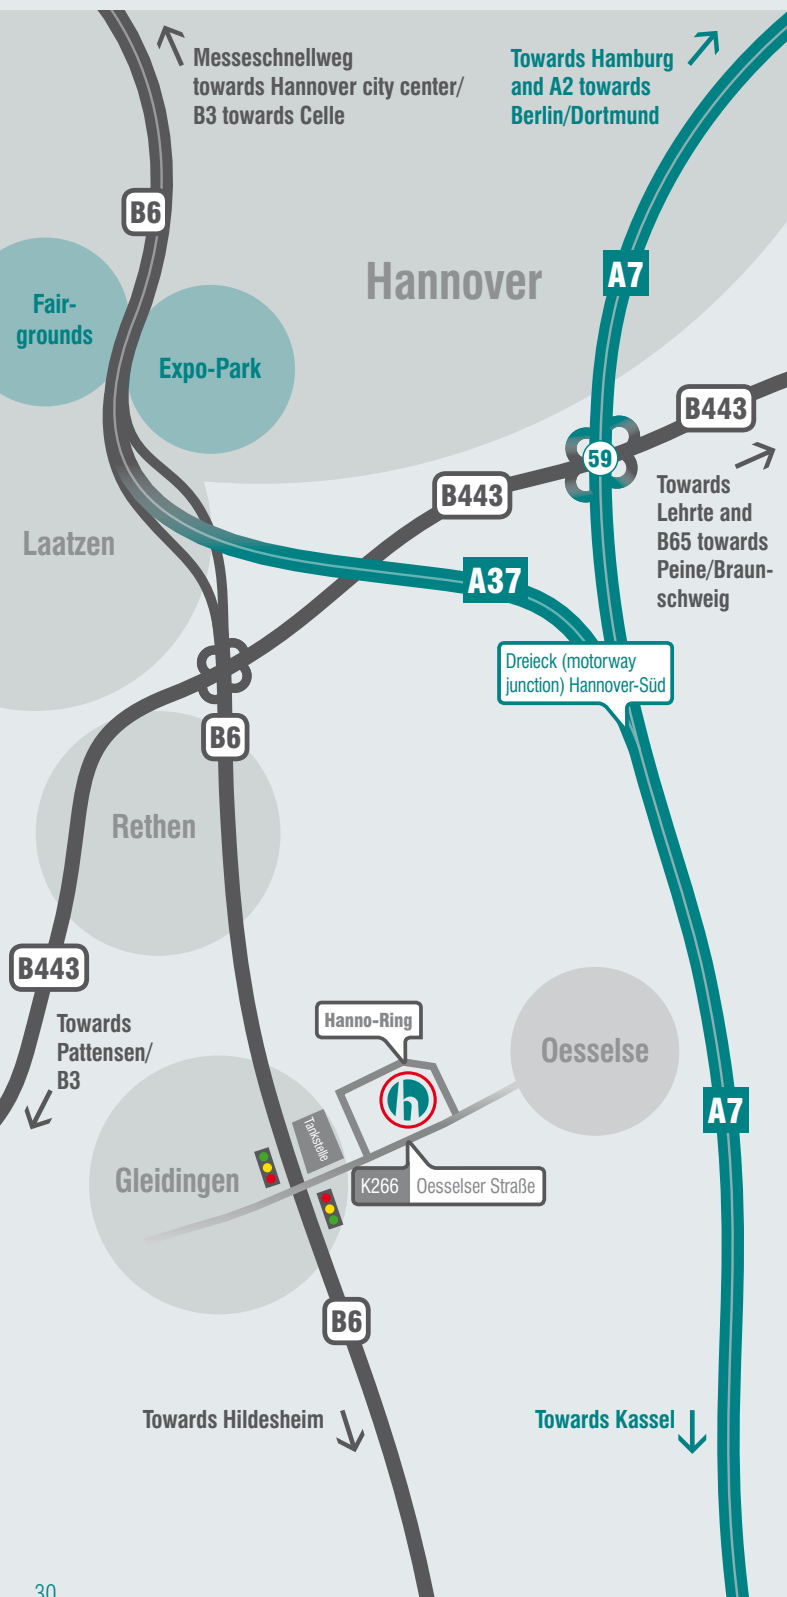 Messeschnellweg
towards Hannover city center/
B3 towards Celle
Towards Hamburg
and A2 towards
Berlin/Dortmund
B6
Hannover
A7
Fair-
grounds
Expo-Park
B443
59
B443
Towards
Lehrte and
B65 towards
Peine/Braun-
schweig
Laatzen
A37
Dreieck (motorway
junction) Hannover-Süd
B6
Rethen
B443
Towards
Pattensen/
B3
Hanno-Ring
Oesselse
h
A7
Tankstelle
Gleidingen
K266 Oesselser Straße
B6
Towards Hildesheim
Towards Kassel
30